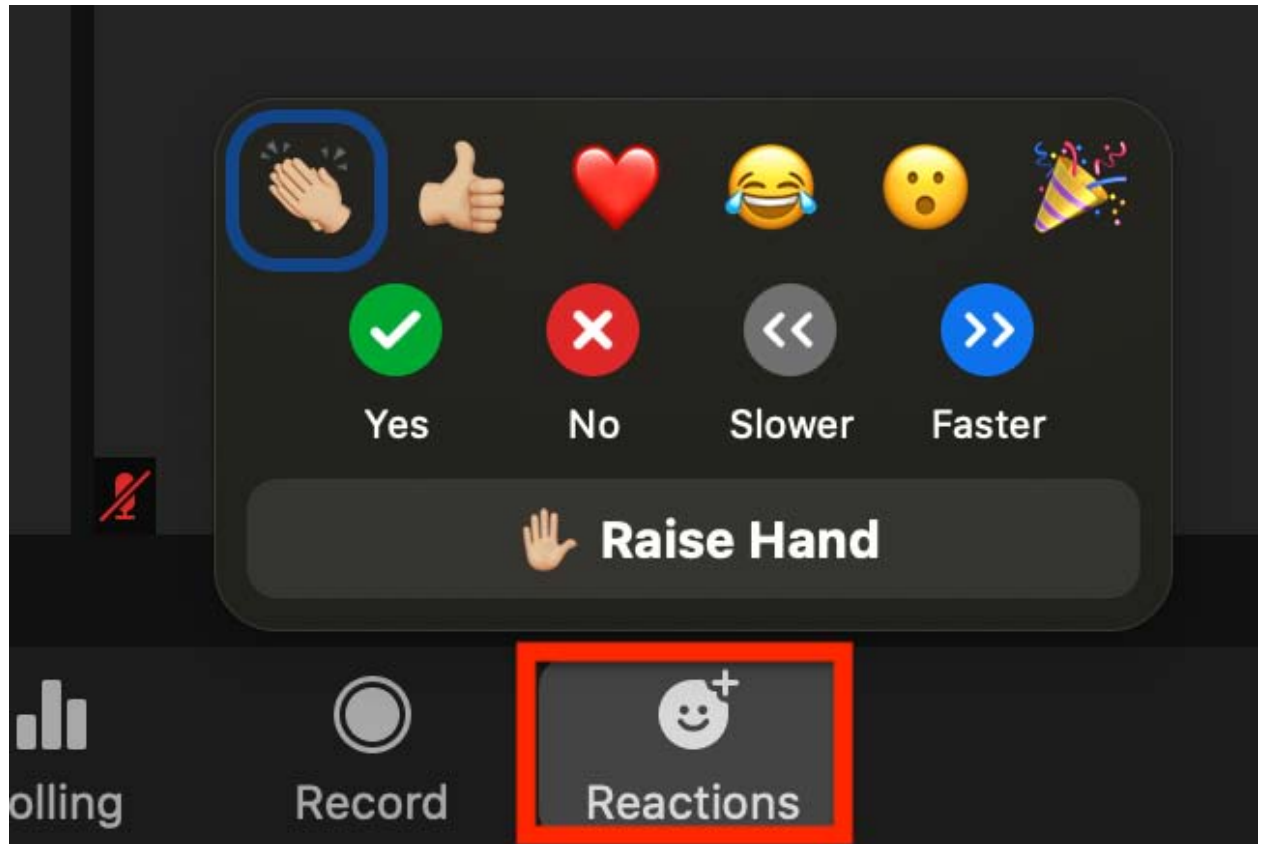 Yes No Slower Faster
Raise Hand
olling Record Reactions